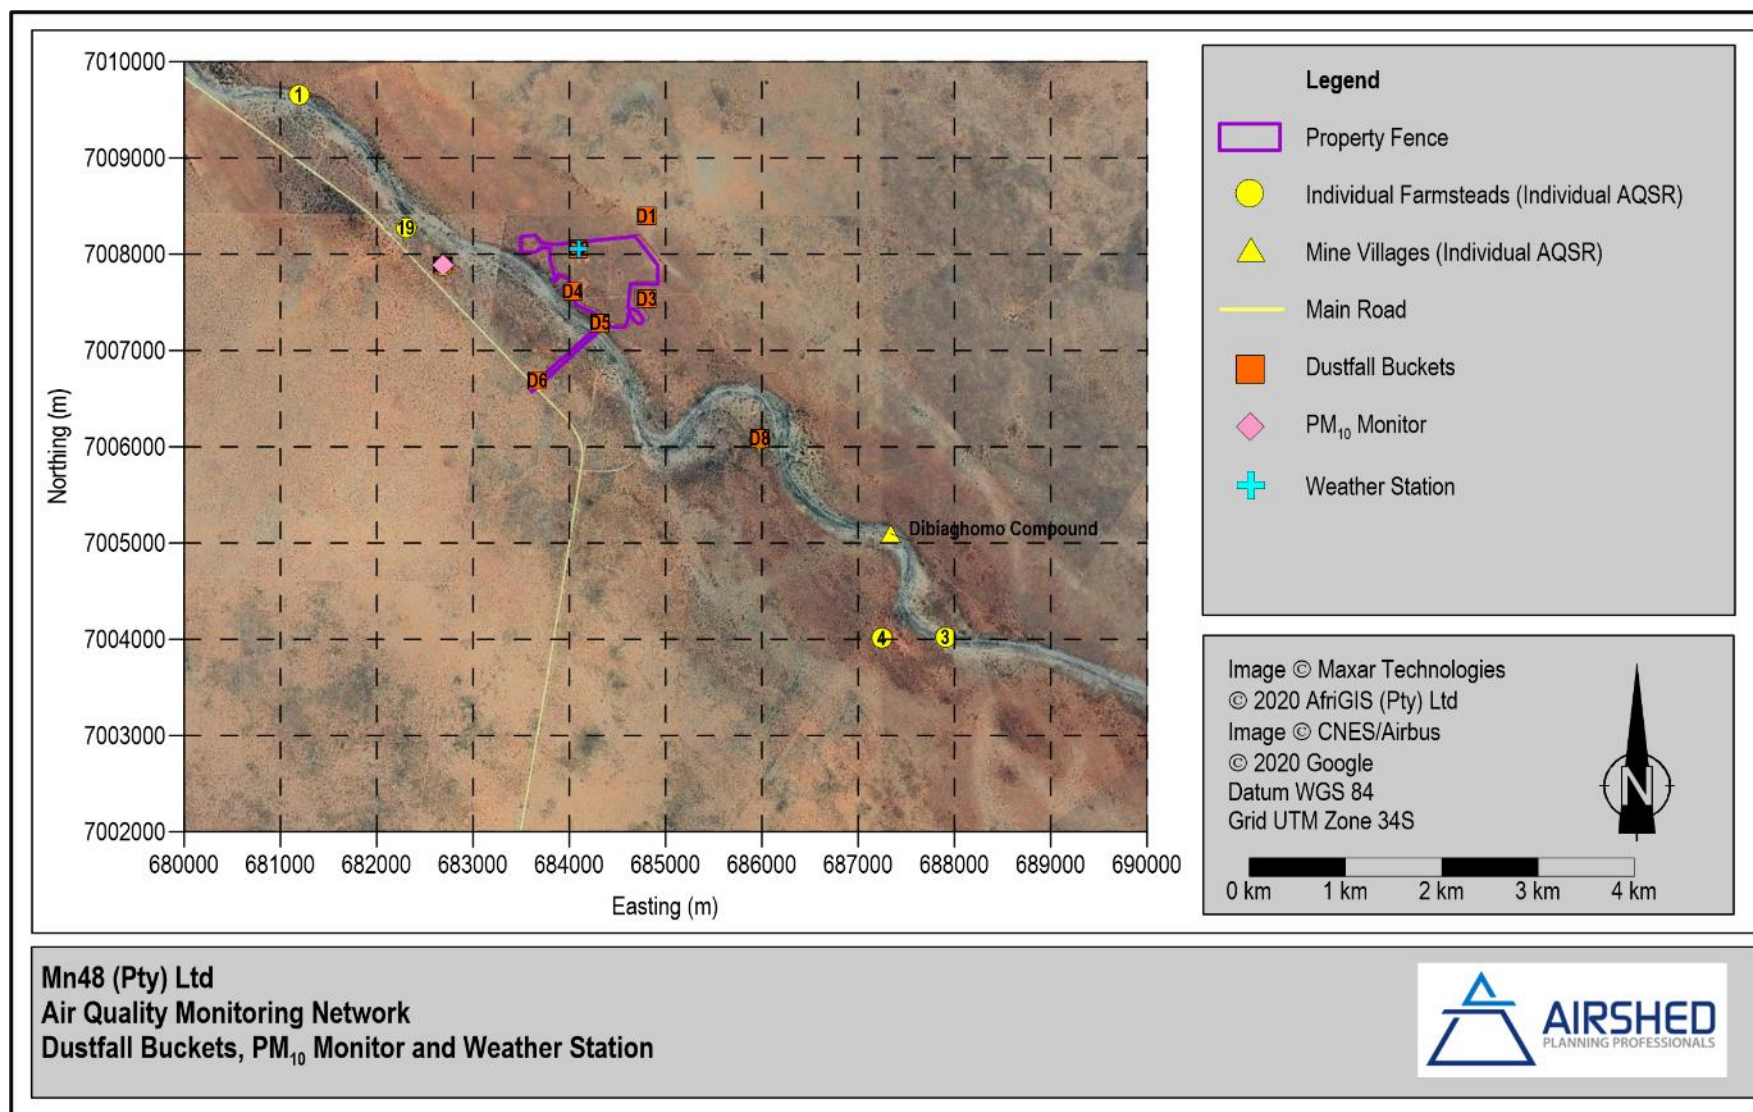 7010000
7009000
7008000
7007000
7006000
7005000
7004000
7003000
7002000
Northing (m)
680000 681000 682000 683000 684000 685000 686000 687000 688000 689000 690000
Easting (m)
1
19
D1
D4
D3
D5
D6
D8
Dibiaghomo Compound
4
3
Legend
Property Fence
Individual Farmsteads (Individual AQSR)
Mine Villages (Individual AQSR)
Main Road
Dustfall Buckets
PM10 Monitor
Weather Station
Image © Maxar Technologies
© 2020 AfriGIS (Pty) Ltd
Image © CNES/Airbus
© 2020 Google
Datum WGS 84
Grid UTM Zone 34S
N
0 km 1 km 2 km 3 km 4 km
Mn48 (Pty) Ltd
Air Quality Monitoring Network
Dustfall Buckets, PM10 Monitor and Weather Station
AIRSHED
PLANNING PROFESSIONALS